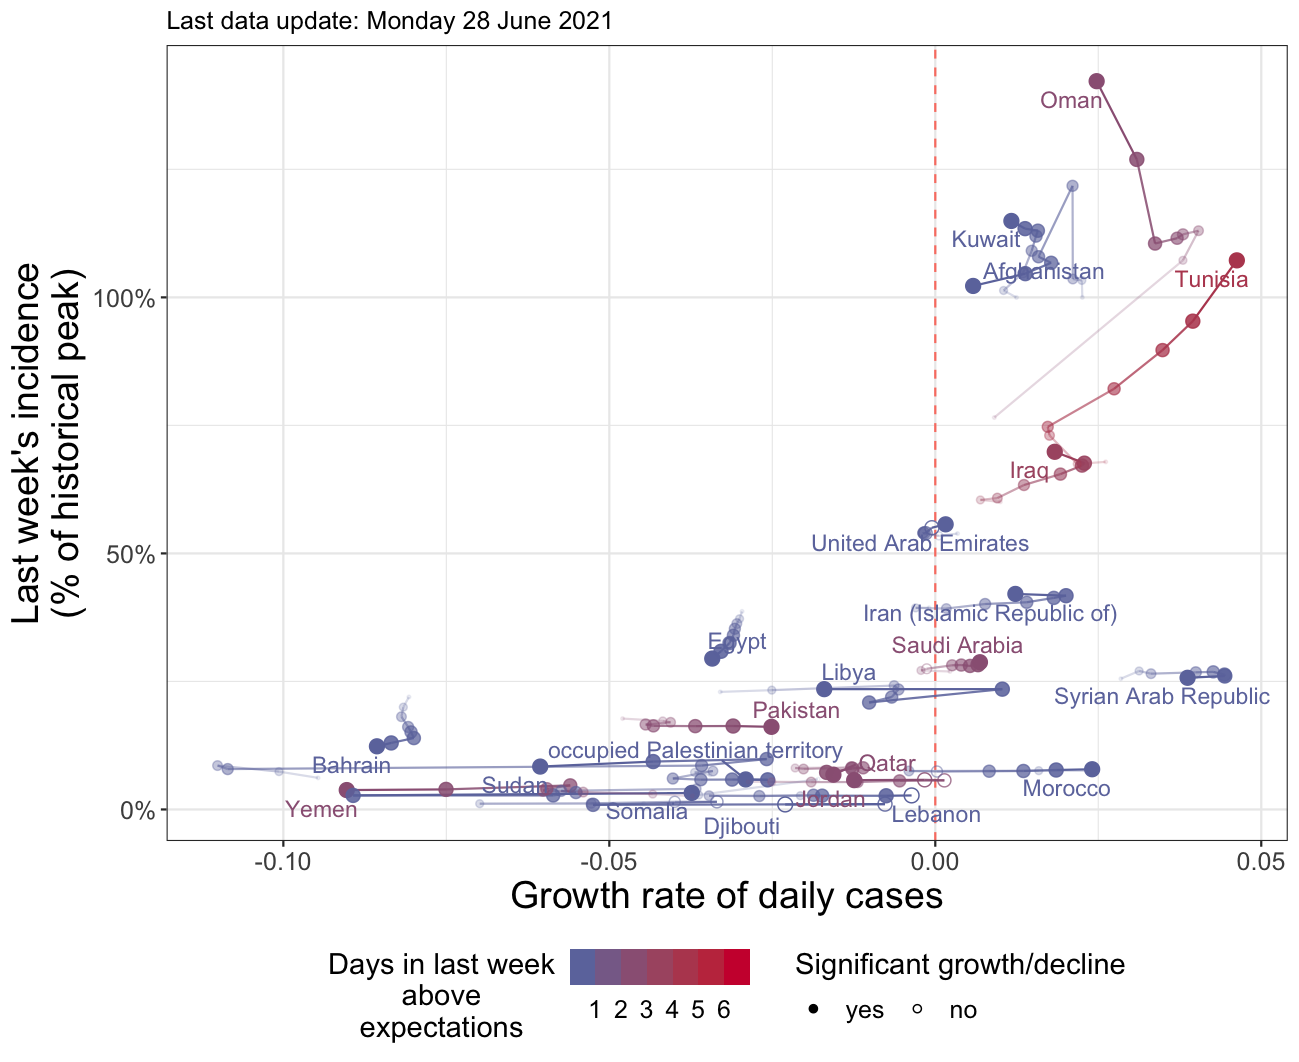 Last data update: Monday 28 June 2021
Last week's incidence
(% of historical peak)
100%
50%
0%
Oman
Kuwait
Afghanistan
Tunisia
Iraq
United Arab Emirates
Iran (Islamic Republic of)
Egypt
Saudi Arabia
Libya
Syrian Arab Republic
Pakistan
occupied Palestinian territory
Bahrain
Qatar
Sudan
Morocco
Yemen
Jordan
Somalia
Lebanon
Djibouti
-0.10
-0.05
0.00
0.05
Growth rate of daily cases
Days in last week
above
expectations
1 2 3 4 5 6
Significant growth/decline
yes no